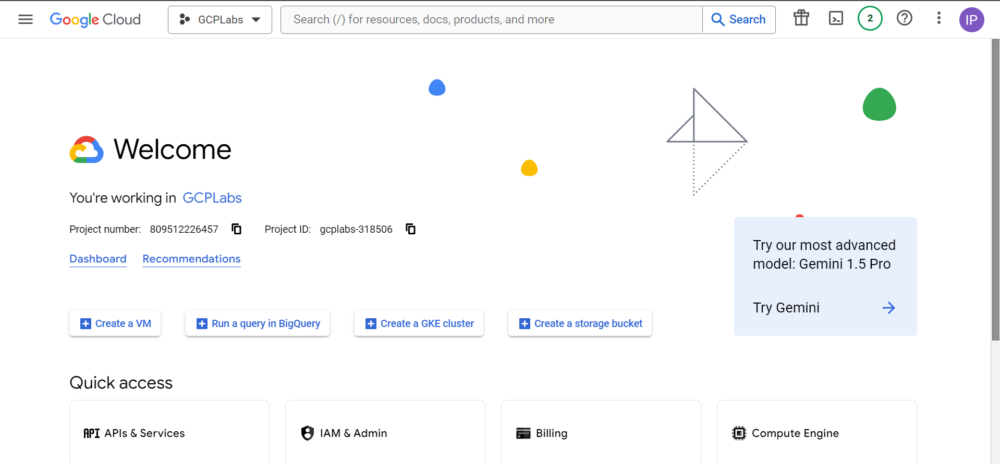 Google Cloud
GCPLabs
Search (/) for resources, docs, products, and more
Search
2
IP
Welcome
You're working in GCPLabs
Project number: 809512226457 Project ID: gcplabs-318506
Dashboard Recommendations
Try our most advanced
model: Gemini 1.5 Pro
Try Gemini
Create a VM
Run a query in BigQuery
Create a GKE cluster
Create a storage bucket
Quick access
API APIs & Services
IAM & Admin
Billing
Compute Engine